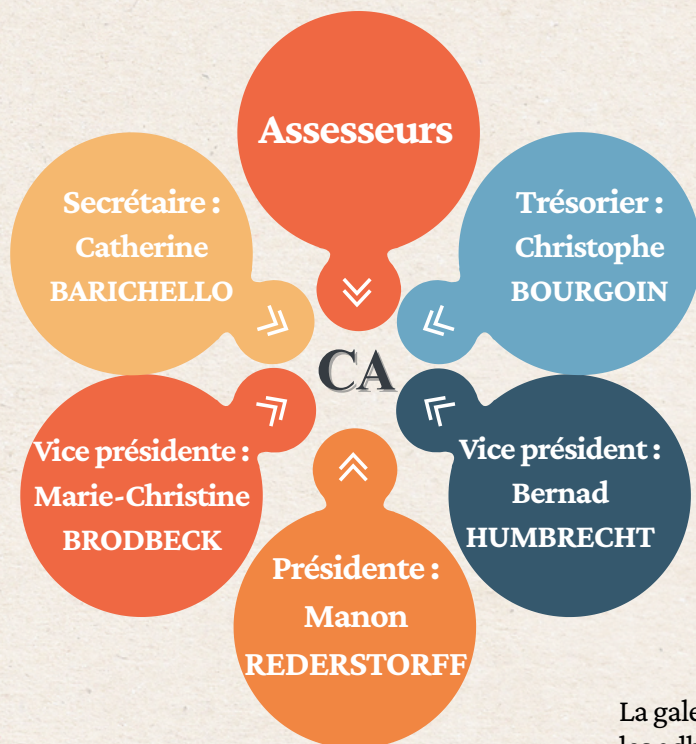 Assesseurs
Secrétaire :
Catherine
BARICHELLO
Trésorier :
Christophe
BOURGOIN
CA
Vice présidente :
Marie-Christine
BRODBECK
Vice président :
Bernad
HUMBRECHT
Présidente :
Manon
REDERSTORFF
La